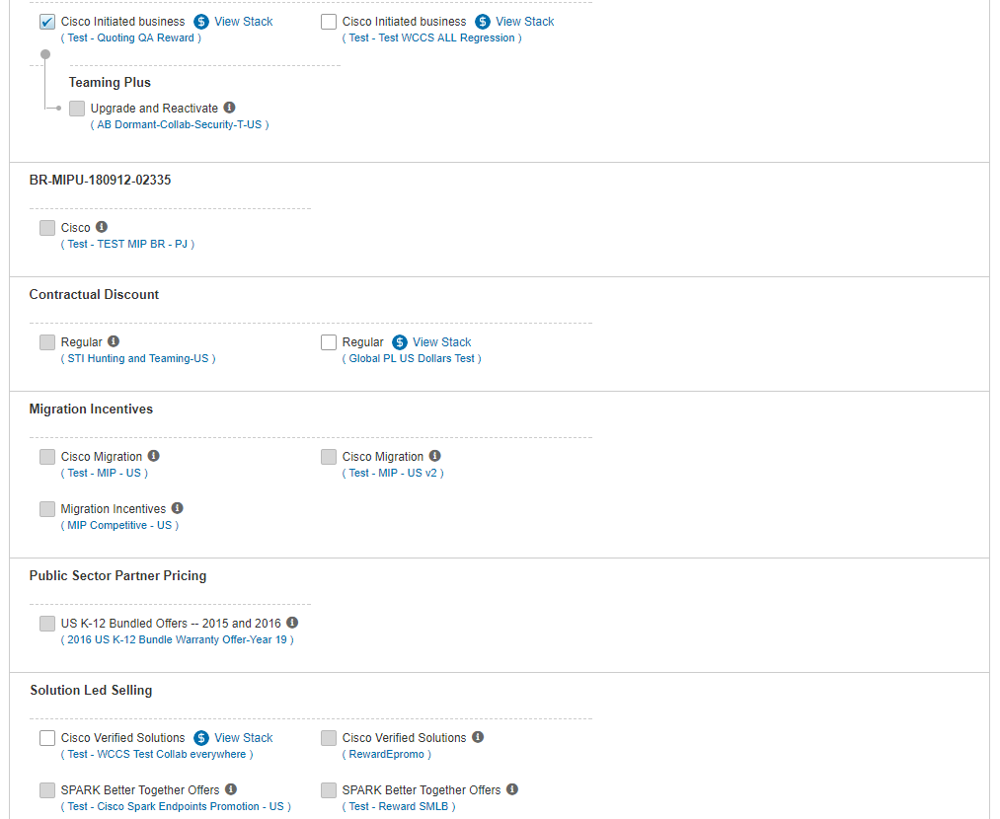 Cisco Initiated business $ View Stack Cisco Initiated business $ View Stack
( Test - Quoting QA Reward ) ( Test - Test WCCS ALL Regression )
Teaming Plus
Upgrade and Reactivate i
( AB Dormant-Collab-Security-T-US )
BR-MIPU-180912-02335
Cisco i
( Test - TEST MIP BR - PJ )
Contractual Discount
Regular i Regular $ View Stack
( STI Hunting and Teaming-US ) ( Global PL US Dollars Test )
Migration Incentives
Cisco Migration i Cisco Migration i
( Test - MIP - US ) ( Test - MIP - US v2 )
Migration Incentives i
( MIP Competitive - US )
Public Sector Partner Pricing
US K-12 Bundled Offers -- 2015 and 2016 i
( 2016 US K-12 Bundle Warranty Offer-Year 19 )
Solution Led Selling
Cisco Verified Solutions $ View Stack Cisco Verified Solutions i
( Test - WCCS Test Collab everywhere ) ( RewardEpromo )
SPARK Better Together Offers i SPARK Better Together Offers i
( Test - Cisco Spark Endpoints Promotion - US ) ( Test - Reward SMLB )